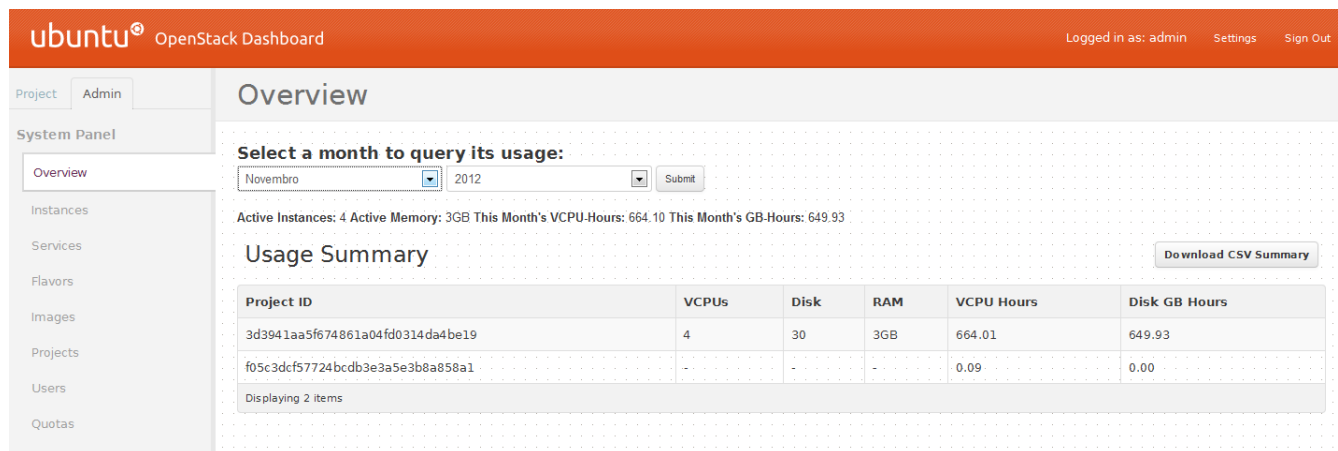 ubuntu OpenStack Dashboard
Logged in as: admin Settings Sign Out
Project Admin
System Panel
Overview
Instances
Services
Flavors
Images
Projects
Users
Quotas
Overview
Select a month to query its usage:
Novembro 2012 Submit
Active Instances: 4 Active Memory: 3GB This Month's VCPU-Hours: 664.10 This Month's GB-Hours: 649.93
Usage Summary
Download CSV Summary
Project ID VCPUs Disk RAM VCPU Hours Disk GB Hours
3d3941aa5f674861a04fd0314da4be19 4 30 3GB 664.01 649.93
f05c3dcf57724bcdb3e3a5e3b8a858a1 - - - 0.09 0.00
Displaying 2 items